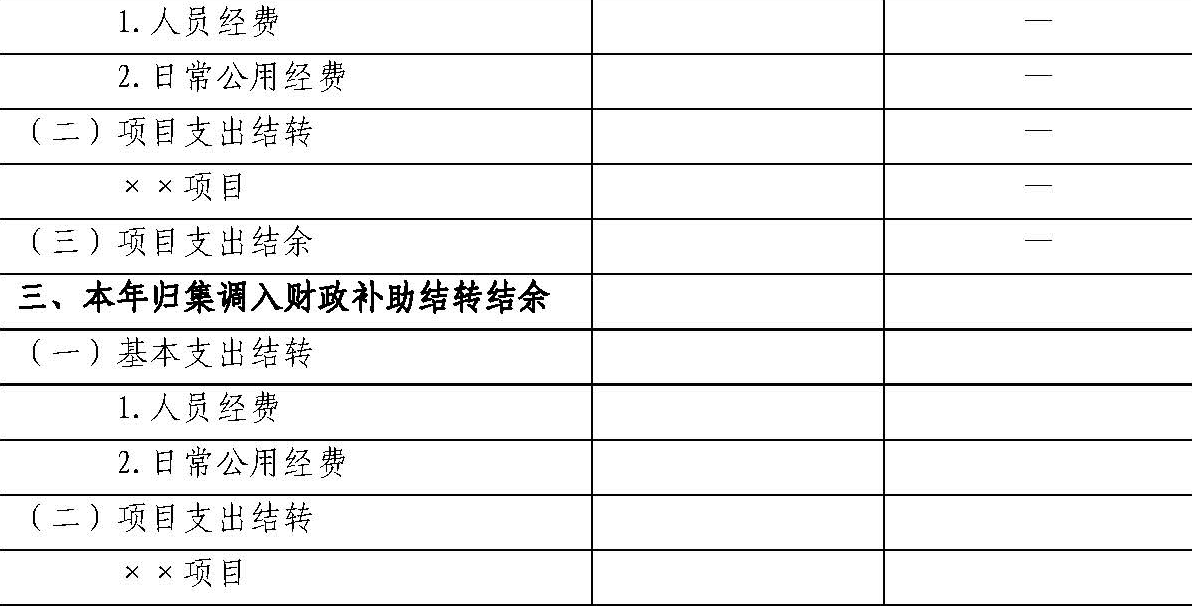 1. 人员经费 —
2. 日常公用经费 —
（二）项目支出结转 —
××项目 —
（三）项目支出结余 —
三、本年归集调入财政补助结转结余
（一）基本支出结转
1. 人员经费
2. 日常公用经费
（二）项目支出结转
××项目